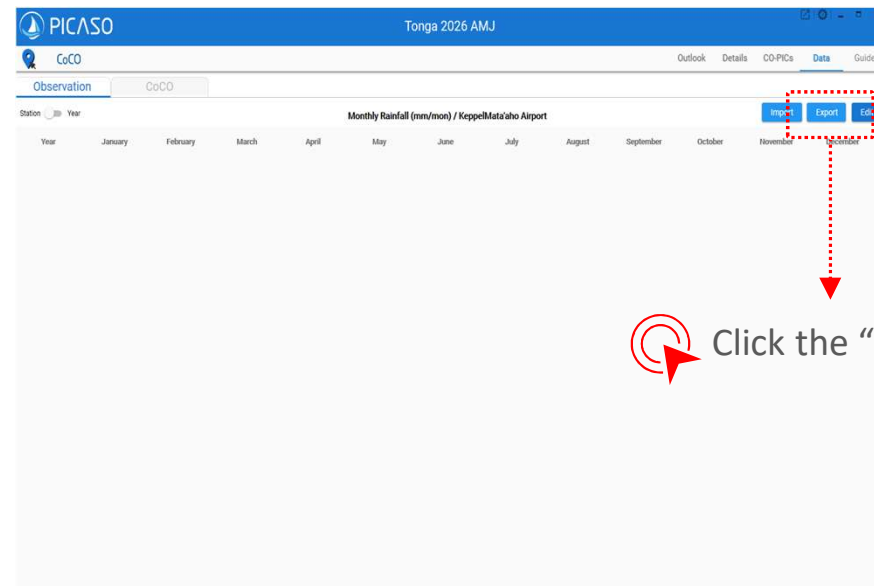 PICASO
Tonga 2026 AMJ
CoCO
Outlook Details CO-PICs Data Guide
Observation CoCO
Station Year
Monthly Rainfall (mm/mon) / KeppelMata'aho Airport
Import Export Edi
Year January February March April May June July August September October November December
Click the “